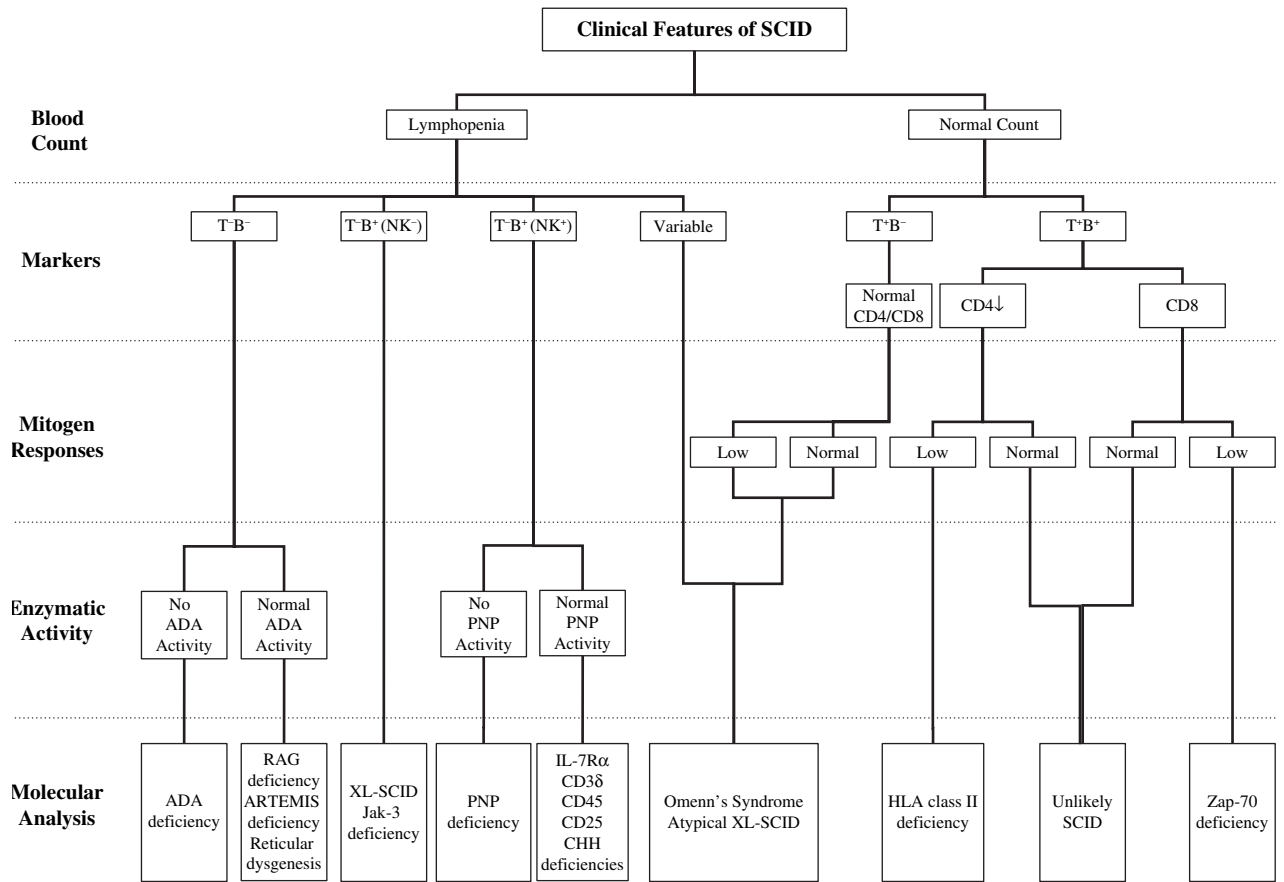 Clinical Features of SCID
Blood
Count
Lymphopenia
Normal Count
Markers
T⁻B⁻
T⁻B⁺ (NK⁻)
T⁻B⁺ (NK⁺)
Variable
T⁺B⁻
T⁺B⁺
Normal
CD4/CD8
CD4↓
CD8
Mitogen
Responses
Low
Normal
Low
Normal
Normal
Low
Enzymatic
Activity
No
ADA
Activity
Normal
ADA
Activity
No
PNP
Activity
Normal
PNP
Activity
Molecular
Analysis
ADA
deficiency
RAG
deficiency
ARTEMIS
deficiency
Reticular
dysgenesis
XL-SCID
Jak-3
deficiency
PNP
deficiency
IL-7Rα
CD3δ
CD45
CD25
CHH
deficiencies
Omenn's Syndrome
Atypical XL-SCID
HLA class II
deficiency
Unlikely
SCID
Zap-70
deficiency